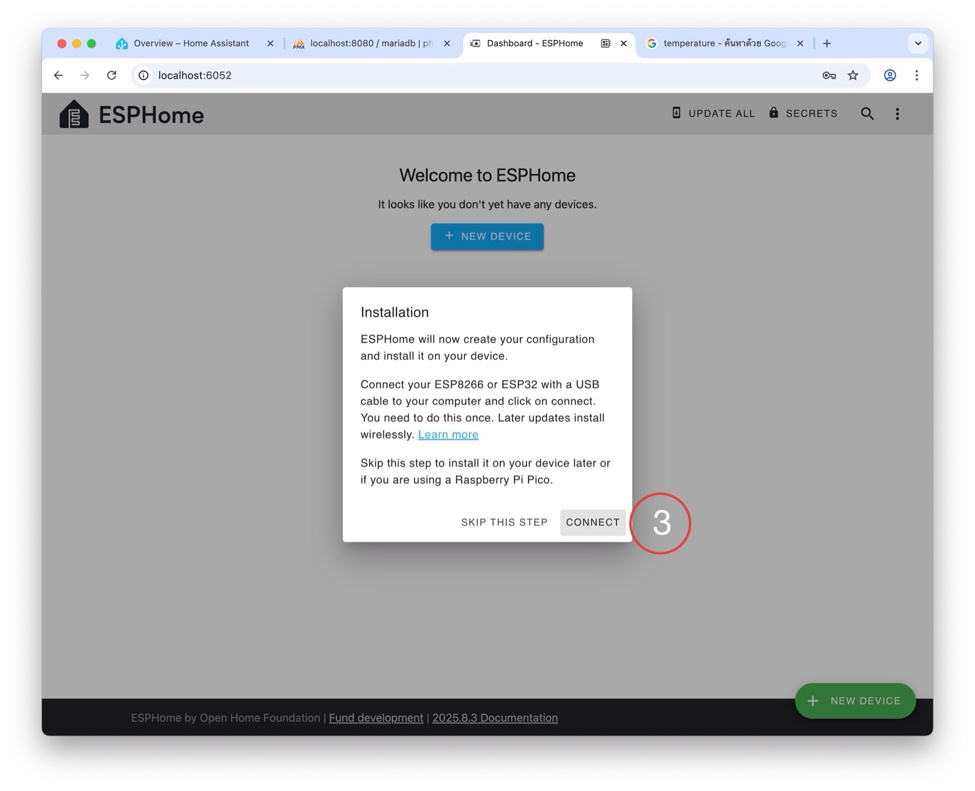 Overview – Home Assistant
localhost:8080 / mariadb | ph
Dashboard - ESPHome
temperature - ค้นหาด้วย Goog
localhost:6052
ESPHome
UPDATE ALL
SECRETS
Welcome to ESPHome
It looks like you don't yet have any devices.
+ NEW DEVICE
Installation
ESPHome will now create your configuration
and install it on your device.
Connect your ESP8266 or ESP32 with a USB
cable to your computer and click on connect.
You need to do this once. Later updates install
wirelessly. Learn more
Skip this step to install it on your device later or
if you are using a Raspberry Pi Pico.
SKIP THIS STEP
CONNECT
3
+ NEW DEVICE
ESPHome by Open Home Foundation | Fund development | 2025.8.3 Documentation